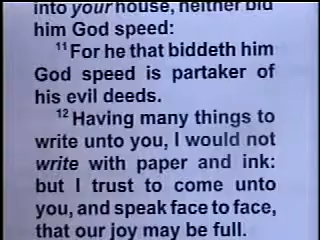 into your house, neither bid
him God speed:
11 For he that biddeth him
God speed is partaker of
his evil deeds.
12 Having many things to
write unto you, I would not
write with paper and ink:
but I trust to come unto
you, and speak face to face,
that our joy may be full.